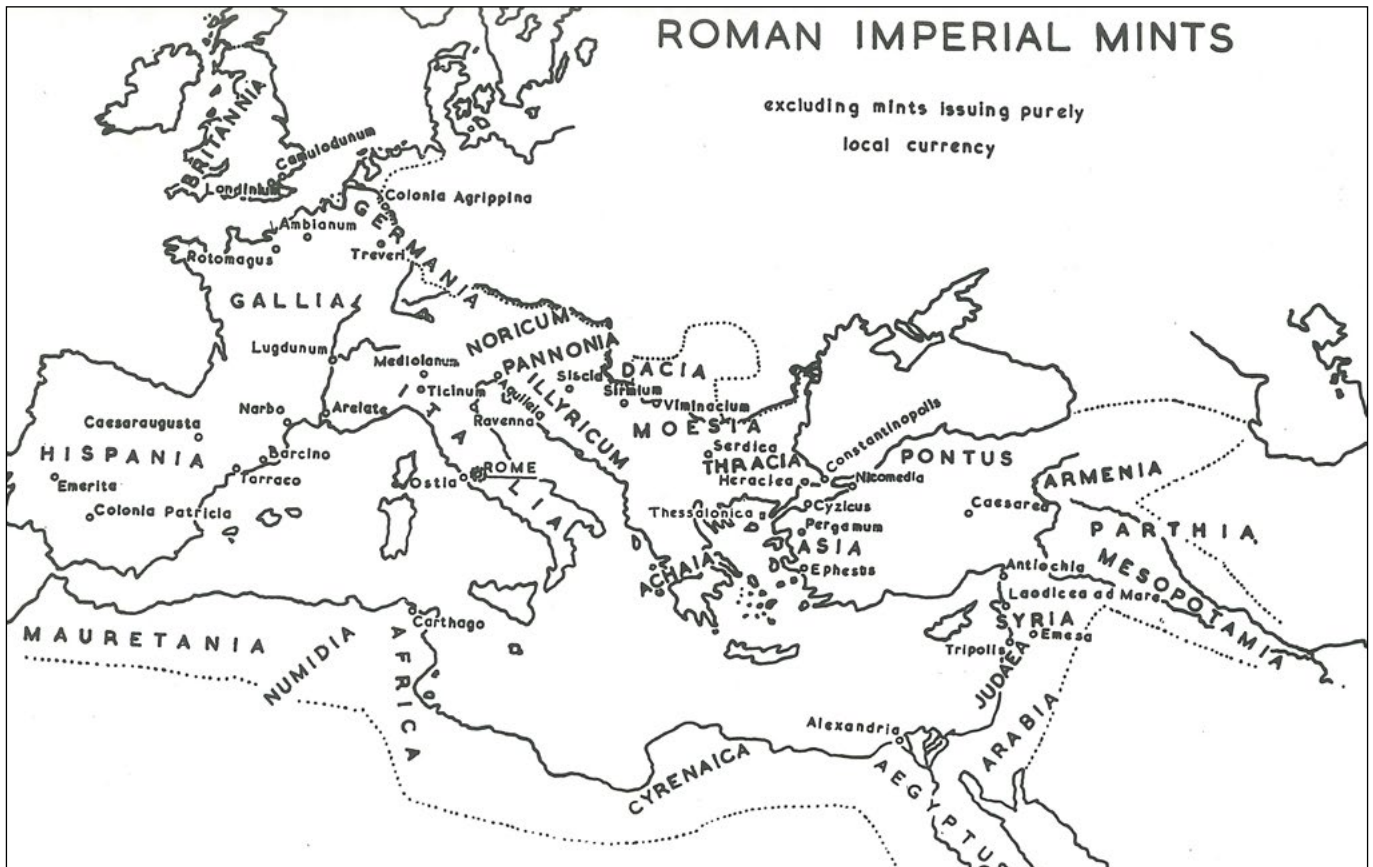 ROMAN IMPERIAL MINTS
excluding mints issuing purely
local currency
BRITANNIA
Camulodunum
Londinium
Colonia Agrippina
GERMANIA
Ambianum
Rotomagus
Treveri
GALLIA
NORICUM
Lugdunum
Mediolanum
PANNONIA
DACIA
Ticinum
Aquileia
Siscia
Sirmium
Viminacium
ILLYRICUM
Narbo
Arelate
Ravenna
MOESIA
Caesaraugusta
Serdica
Constantinopolis
HISPANIA
Barcino
ITALIA
THRACIA
PONTUS
Emerita
Tarraco
Ostia
ROME
Heraclea
Nicomedia
ARMENIA
Colonia Patricia
Thessalonica
Cyzicus
Caesarea
Pergamum
PARTHIA
ASIA
MESOPOTAMIA
ACHAIA
Ephesus
Antiochia
Laodicea ad Mare
Carthago
SYRIA
Emesa
MAURETANIA
NUMIDIA
AFRICA
Tripolis
JUDAEA
Alexandria
ARABIA
CYRENAICA
AEGYPTUS